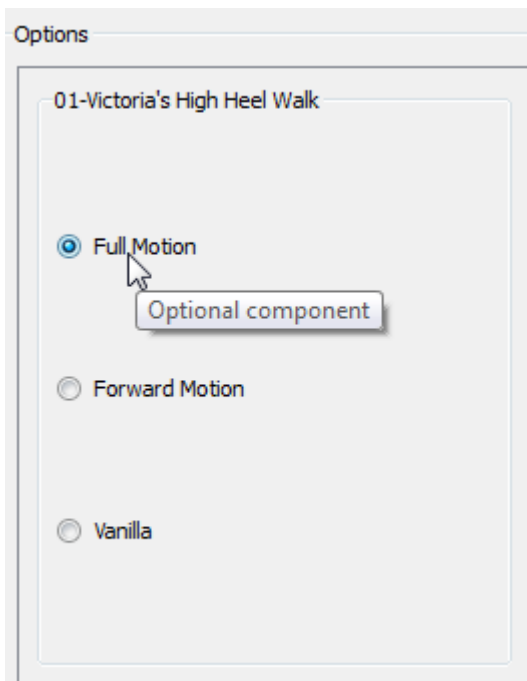 Options
01-Victoria's High Heel Walk
Full Motion
Optional component
Forward Motion
Vanilla